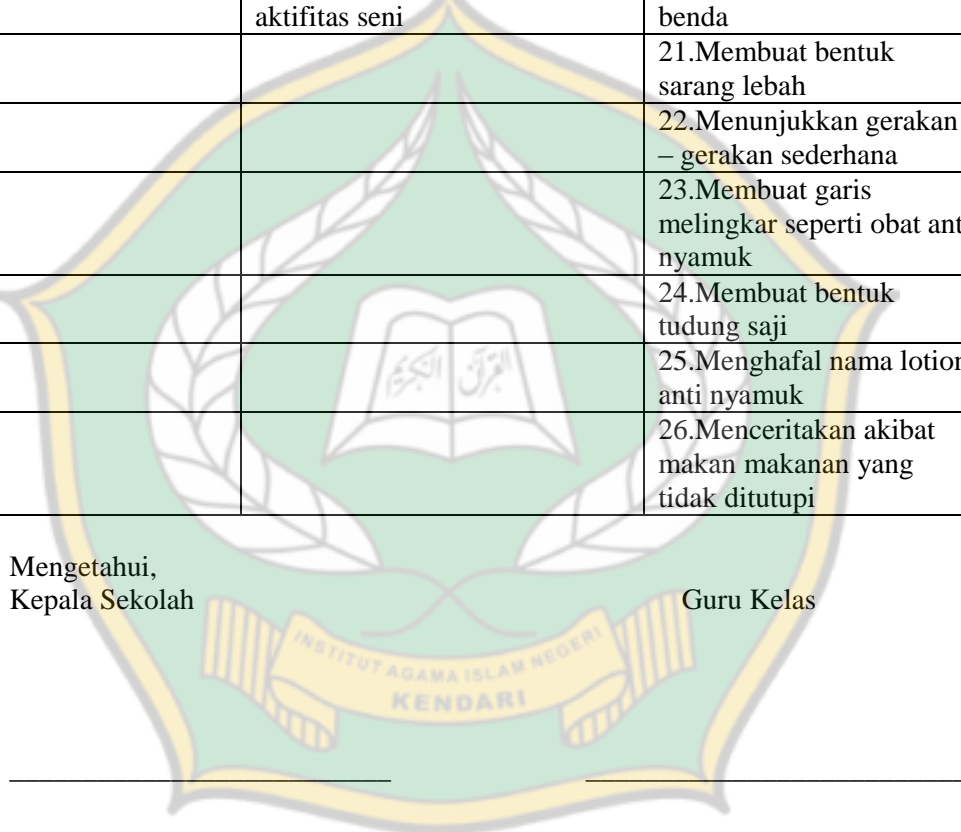 aktifitas seni
benda
21.Membuat bentuk
sarang lebah
22.Menunjukkan gerakan
– gerakan sederhana
23.Membuat garis
melingkar seperti obat ant
nyamuk
24.Membuat bentuk
tudung saji
25.Menghafal nama lotion
anti nyamuk
26.Menceritakan akibat
makan makanan yang
tidak ditutupi
القرآن الكريم
Mengetahui,
Kepala Sekolah
Guru Kelas
INSTITUT AGAMA ISLAM NEGERI
KENDARI